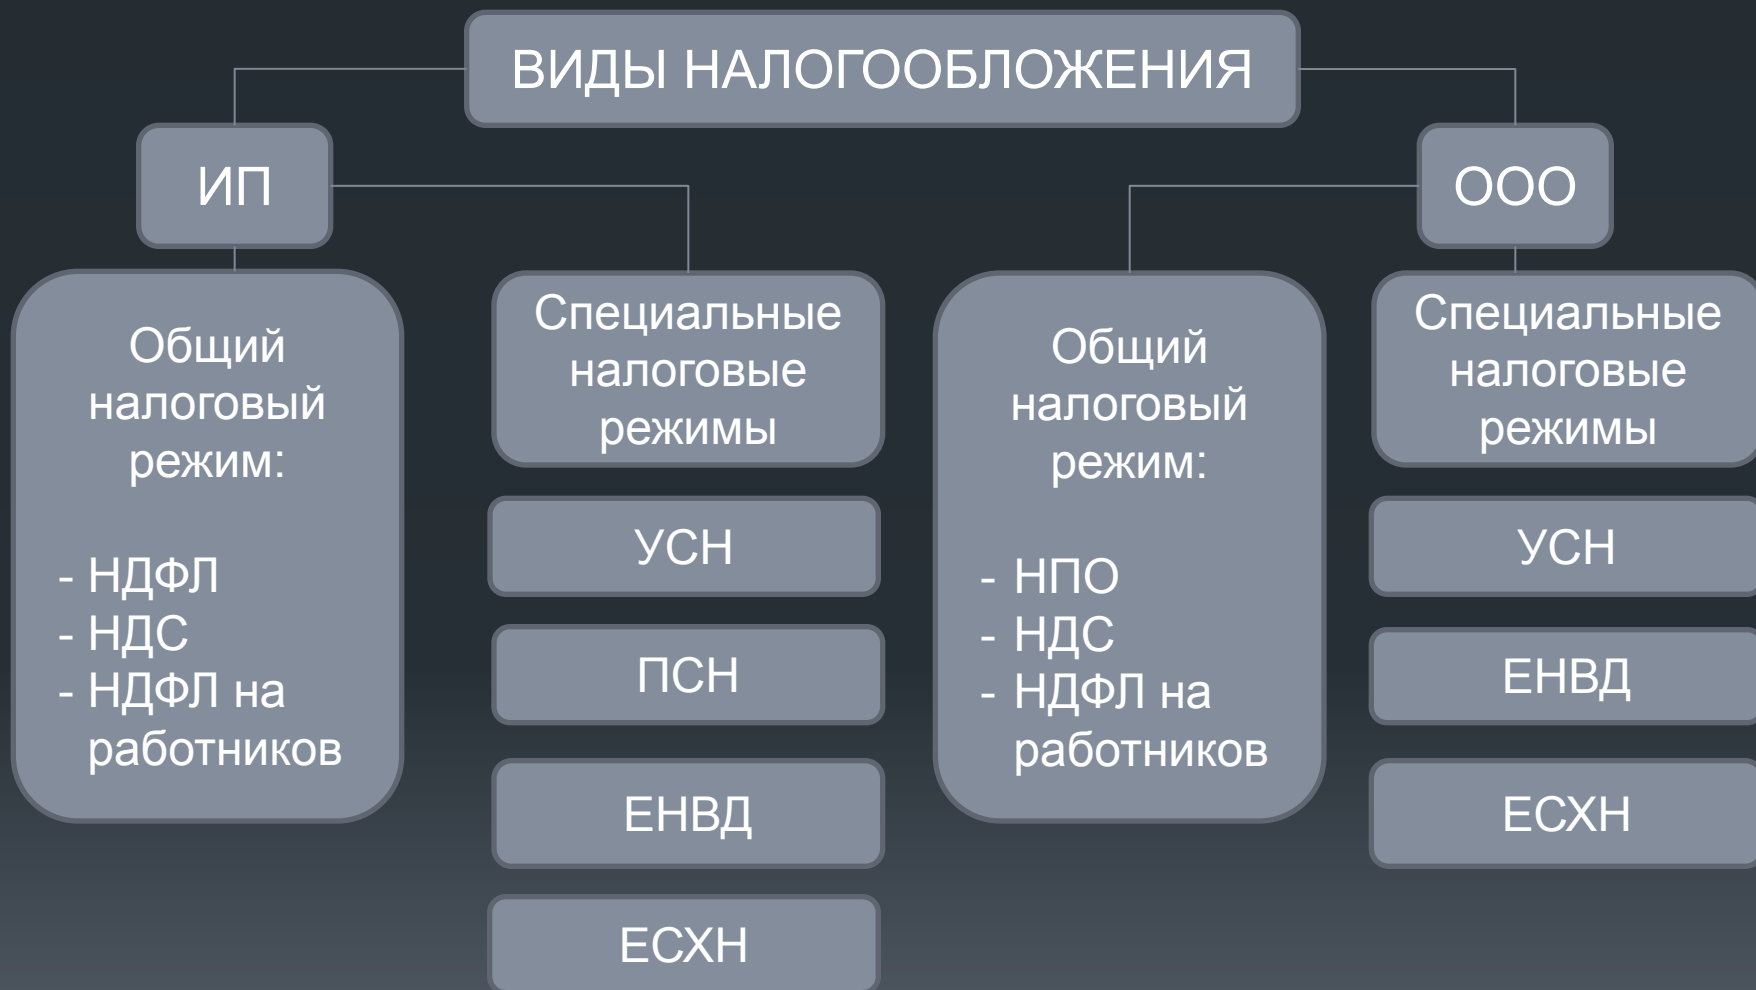 ВИДЫ НАЛОГООБЛОЖЕНИЯ
ИП
ООО
Общий
налоговый
режим:
- НДФЛ
- НДС
- НДФЛ на
работников
Специальные
налоговые
режимы
УСН
ПСН
ЕНВД
ЕСХН
Общий
налоговый
режим:
- НПО
- НДС
- НДФЛ на
работников
Специальные
налоговые
режимы
УСН
ЕНВД
ЕСХН